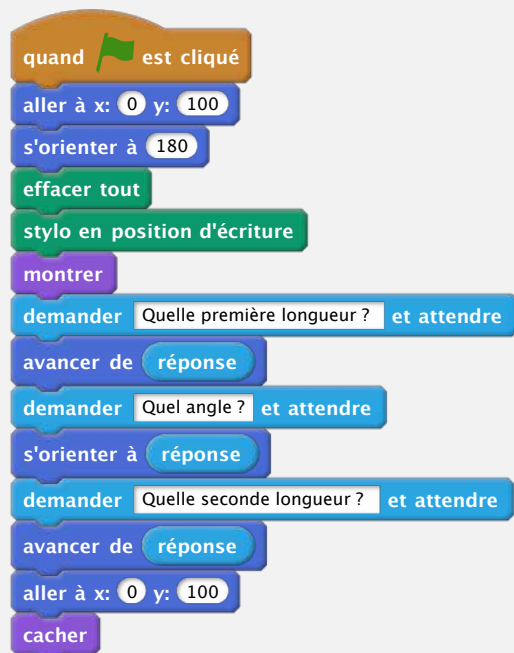 quand est cliqué
aller à x: 0 y: 100
s'orienter à 180
effacer tout
stylo en position d'écriture
montrer
demander Quelle première longueur ? et attendre
avancer de réponse
demander Quel angle ? et attendre
s'orienter à réponse
demander Quelle seconde longueur ? et attendre
avancer de réponse
aller à x: 0 y: 100
cacher